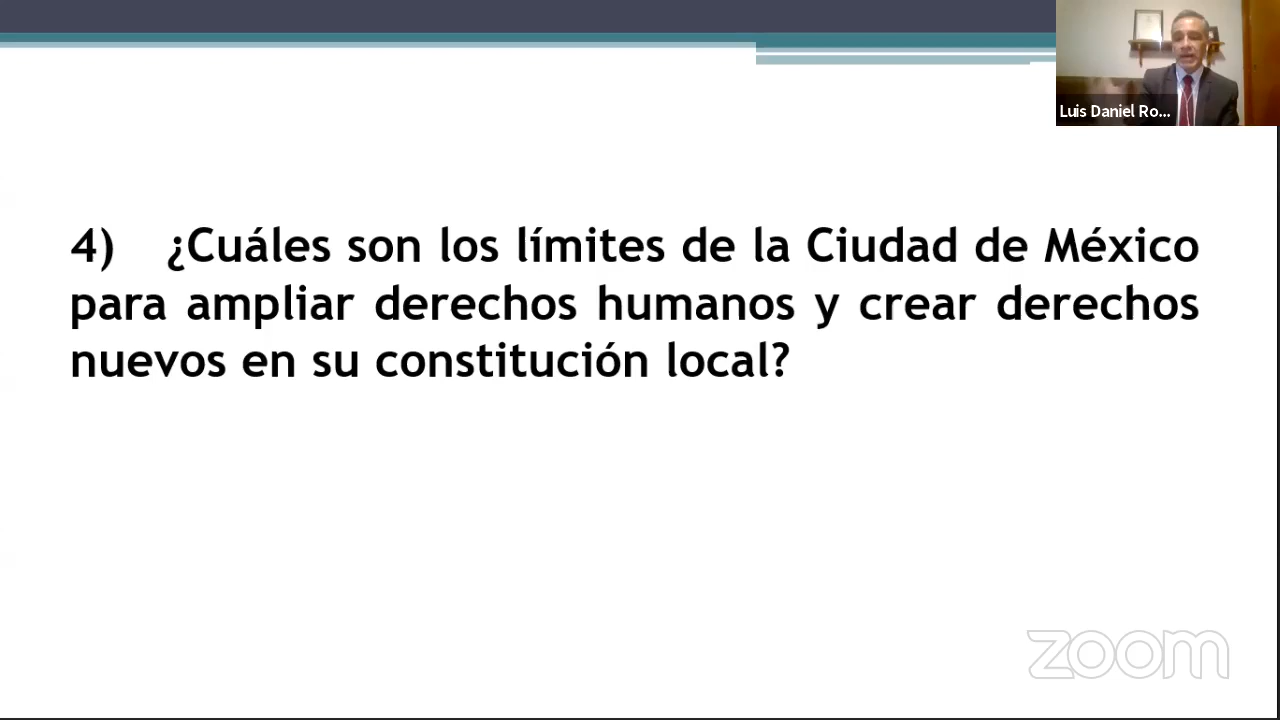 Luis Daniel Ro...
4) ¿Cuáles son los límites de la Ciudad de México
para ampliar derechos humanos y crear derechos
nuevos en su constitución local?
zoom